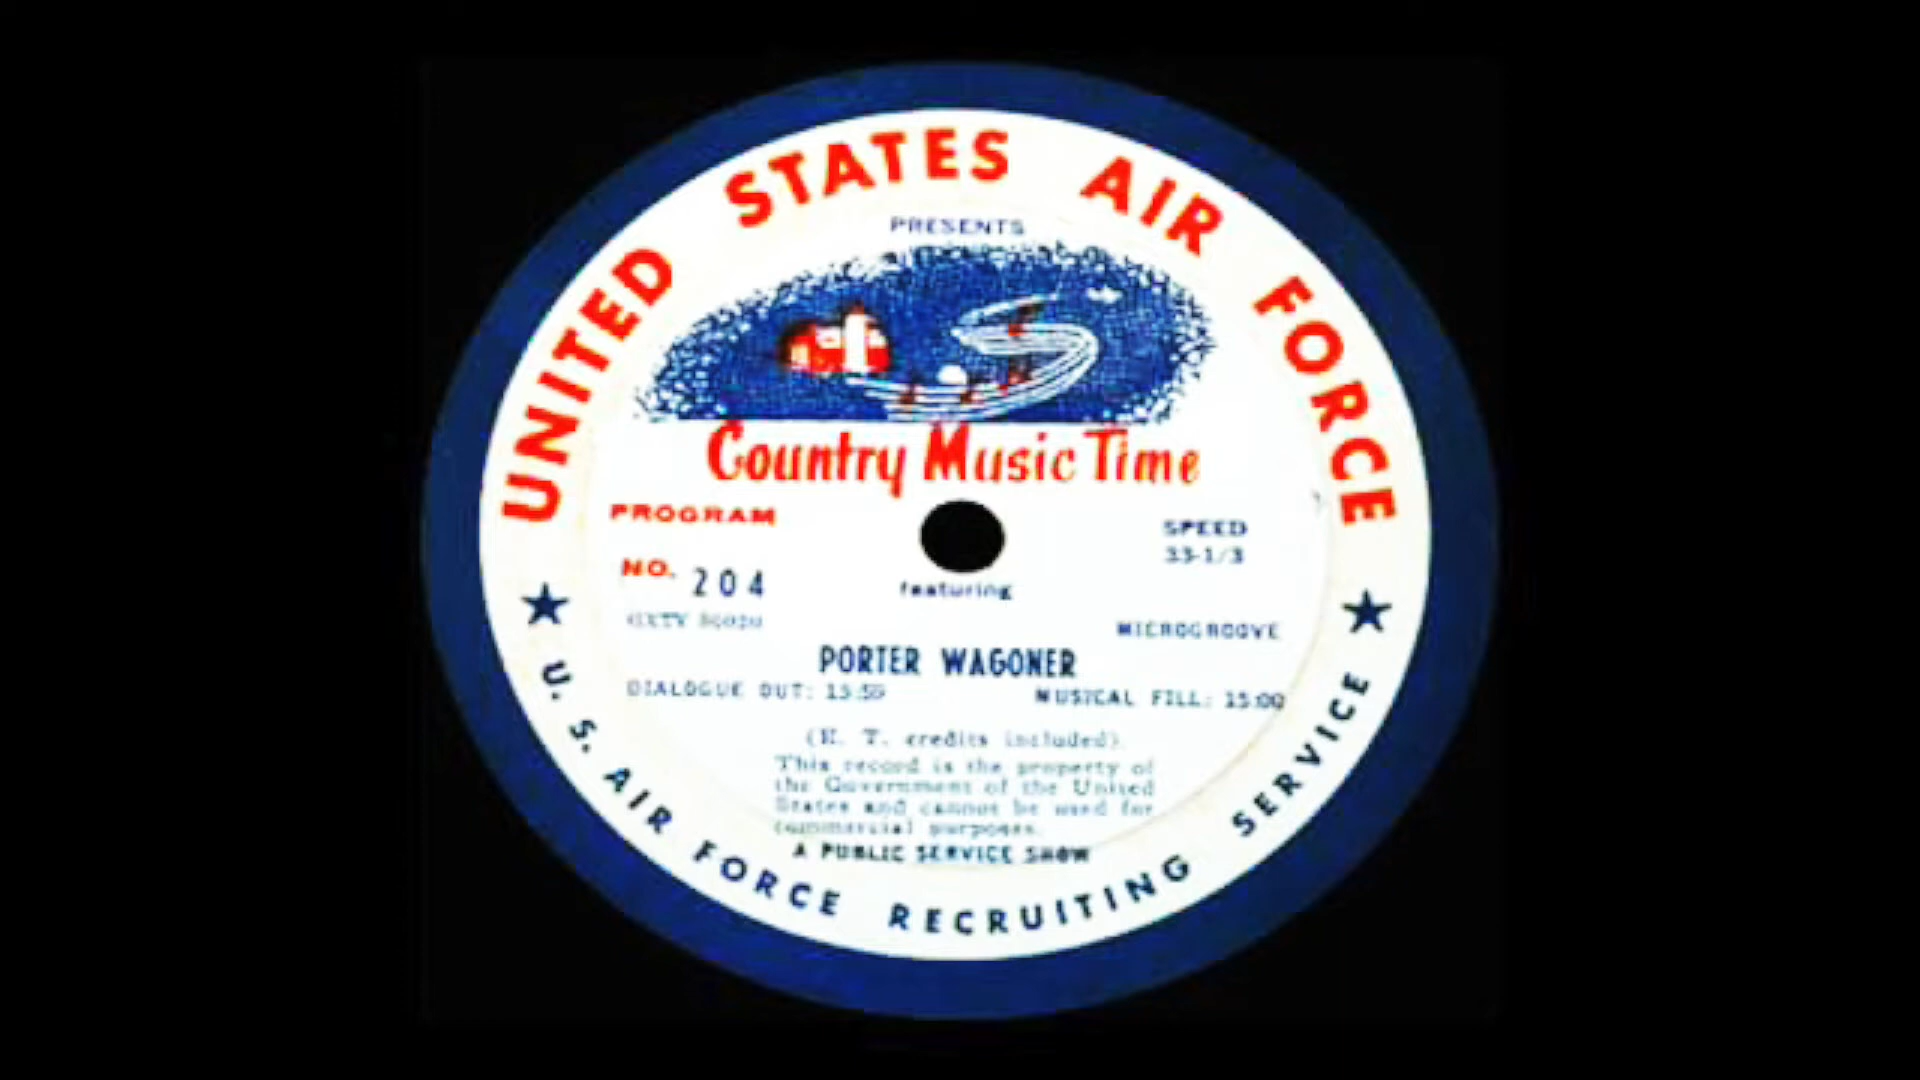 UNITED STATES AIR FORCE
PRESENTS
Country Music Time
PROGRAM
SPEED
33-1/3
NO. 204
featuring
MICROGROOVE
PORTER WAGONER
DIALOGUE OUT: 13:59
MUSICAL FILL: 15:00
(E. T. credits included).
This record is the property of
the Government of the United
States and cannot be used for
commercial purposes.
A PUBLIC SERVICE SHOW
★ U. S. AIR FORCE RECRUITING SERVICE ★